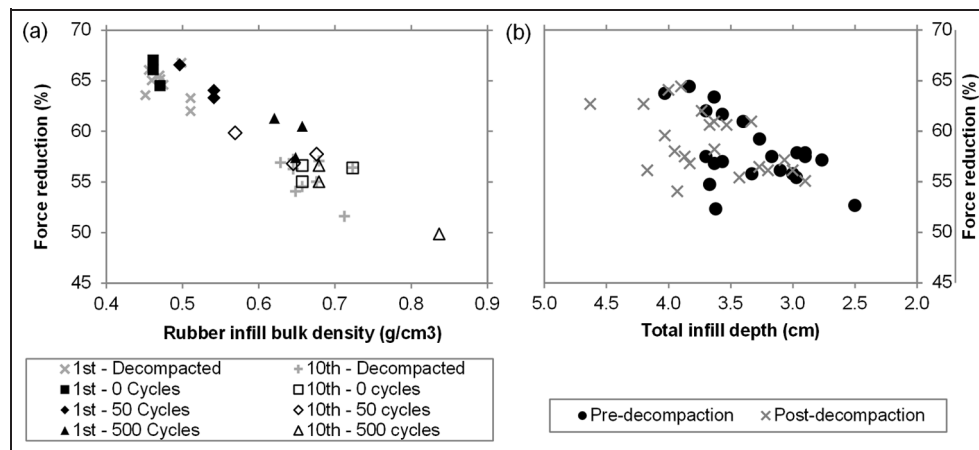 (a)
70
65
60
55
50
45
Force reduction (%)
0.4 0.5 0.6 0.7 0.8 0.9
Rubber infill bulk density (g/cm3)
1st - Decompacted 10th - Decompacted
1st - 0 Cycles 10th - 0 cycles
1st - 50 Cycles 10th - 50 cycles
1st - 500 Cycles 10th - 500 cycles
(b)
70
65
60
55
50
45
Force reduction (%)
5.0 4.5 4.0 3.5 3.0 2.5 2.0
Total infill depth (cm)
Pre-decompaction Post-decompaction